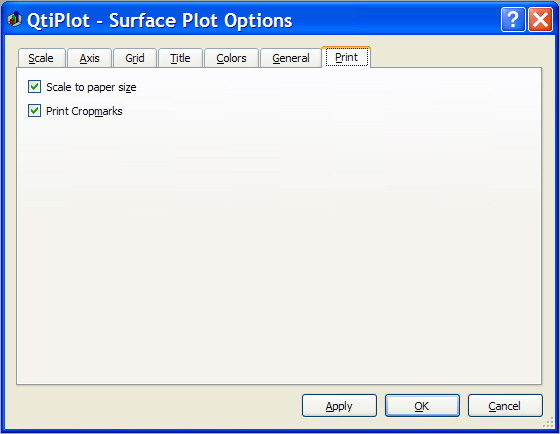 QtiPlot - Surface Plot Options
Scale Axis Grid Title Colors General Print
Scale to paper size
Print Cropmarks
Apply OK Cancel